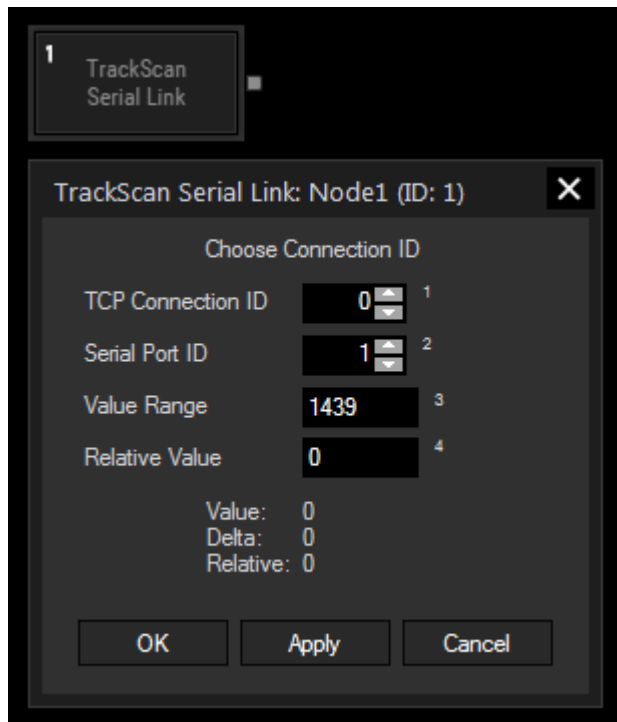 1
TrackScan
Serial Link
TrackScan Serial Link: Node1 (ID: 1)
Choose Connection ID
TCP Connection ID 0 1
Serial Port ID 1 2
Value Range 1439 3
Relative Value 0 4
Value: 0
Delta: 0
Relative: 0
OK Apply Cancel